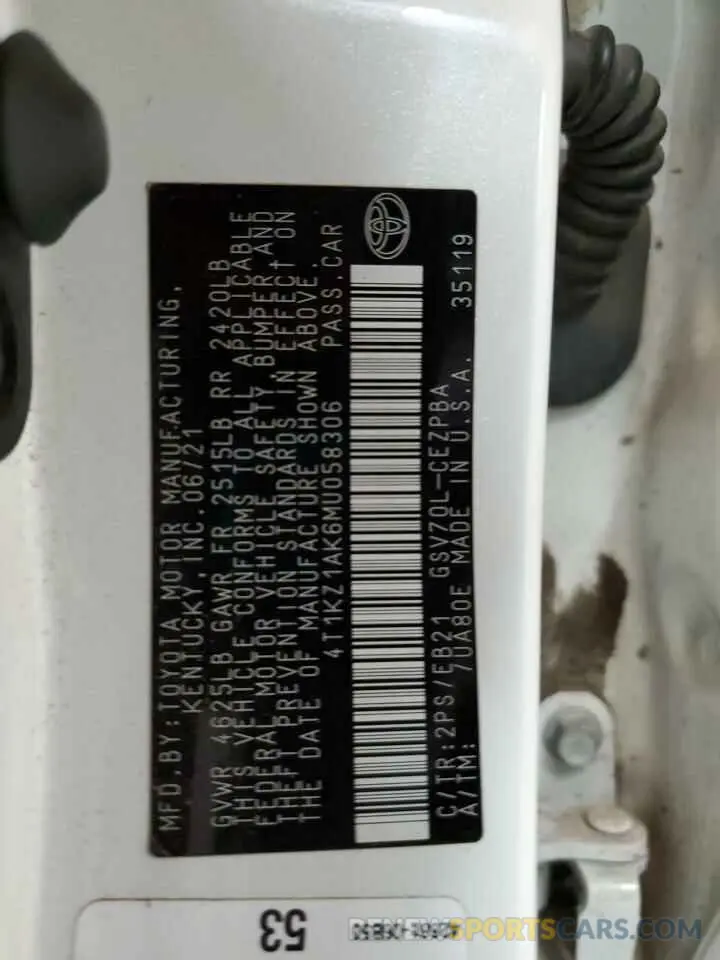 MFD.BY:TOYOTA MOTOR MANUFACTURING,
KENTUCKY, INC.06/21
GVWR 4625LB GAWR FR 2515LB RR 2420LB
THIS VEHICLE CONFORMS TO ALL APPLICABLE
FEDERAL MOTOR VEHICLE SAFETY, BUMPER AND
THEFT PREVENTION STANDARDS IN EFFECT ON
THE DATE OF MANUFACTURE SHOWN ABOVE.
4T1KZ1AK6MU058306 PASS.CAR
C/TR:2PS/EB21 GSV70L-CEZPBA
A/TM: 7UA80E MADE IN U.S.A. 35119
53
RENEWSPORTSCARS.COM